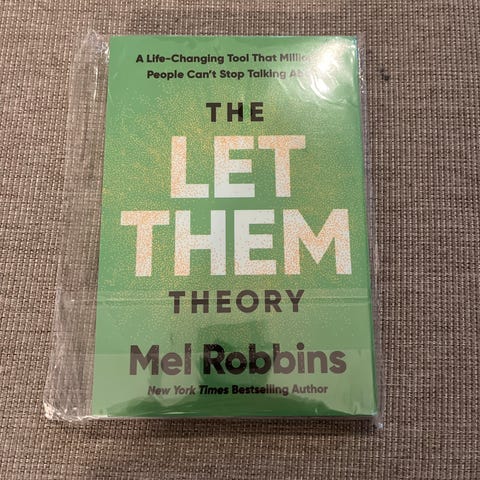 A Life-Changing Tool That
People Can't Stop Talking
THE
LET
THEM
THEORY
Mel Robbins
New York Times Bestselling Author